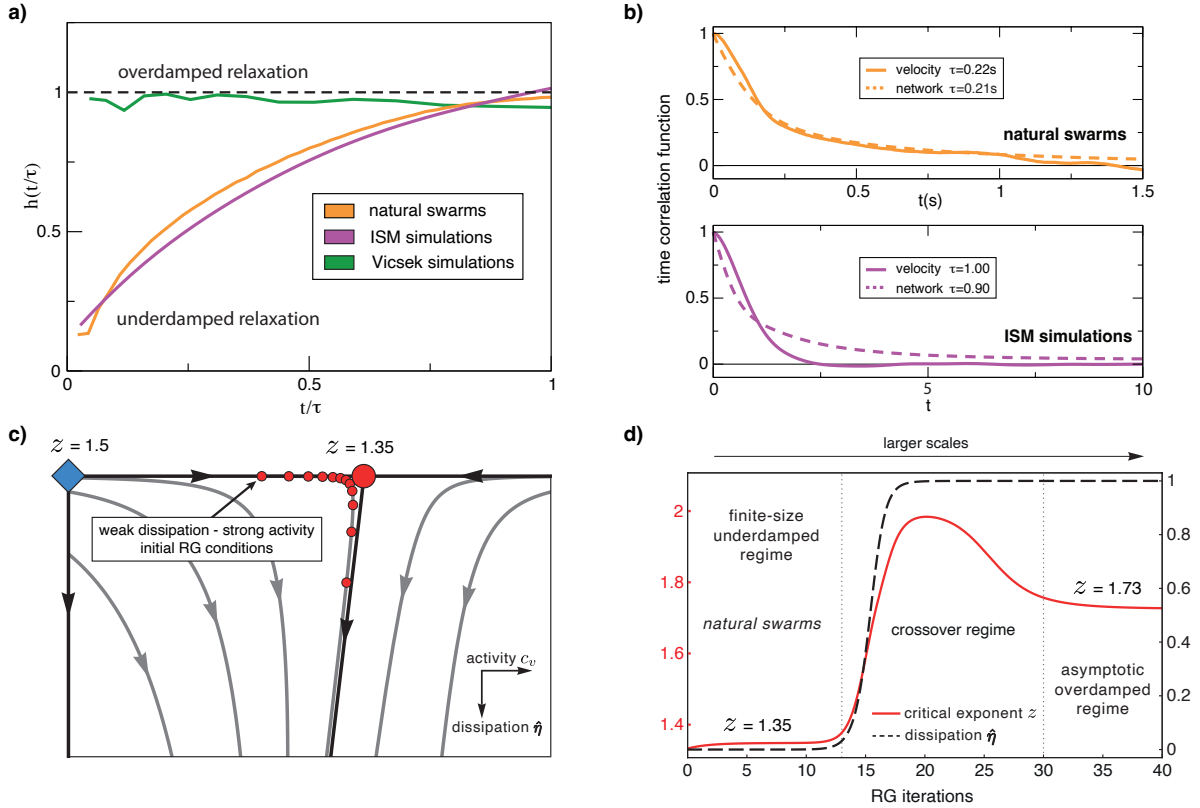 a)
overdamped relaxation
1
h(t/τ)
0.5
natural swarms
ISM simulations
Vicsek simulations
underdamped relaxation
0
0 0.5 1
t/τ
b)
time correlation function
1
0.5
0
velocity τ=0.22s
network τ=0.21s
natural swarms
0 0.5 1 1.5
t(s)
1
0.5
0
velocity τ=1.00
network τ=0.90
ISM simulations
0 5 10
t
c)
z = 1.5 z = 1.35
weak dissipation - strong activity
initial RG conditions
activity c_v
dissipation η̂
d)
larger scales
2
1.8
1.6
1.4
finite-size
underdamped
regime
natural swarms
z = 1.35
crossover regime
z = 1.73
asymptotic
overdamped
regime
critical exponent z
dissipation η̂
1
0.8
0.6
0.4
0.2
0
0 10 20 30 40
RG iterations